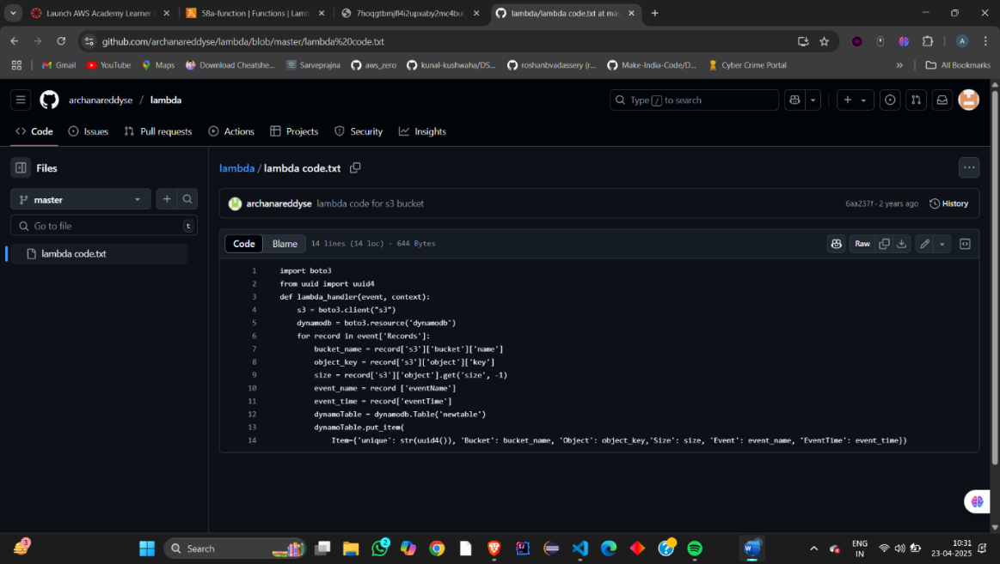 Launch AWS Academy Learner
58a-function | Functions | Lamb
7hoqgtbmjfl4i2upxaby2mc4bu
lambda/lambda code.txt at mas
github.com/archanareddyse/lambda/blob/master/lambda%20code.txt
A
Gmail
YouTube
Maps
Download Cheatshe...
Sarveprajna
aws_zero
kunal-kushwaha/DS...
roshanbvadassery (r...
Make-India-Code/D...
Cyber Crime Portal
»
All Bookmarks
archanareddyse / lambda
Type / to search
Code
Issues
Pull requests
Actions
Projects
Security
Insights
Files
master
Go to file
t
lambda code.txt
lambda / lambda code.txt
archanareddyse lambda code for s3 bucket
6aa237f · 2 years ago
History
Code
Blame
14 lines (14 loc) · 644 Bytes
Raw
1 import boto3
2 from uuid import uuid4
3 def lambda_handler(event, context):
4 s3 = boto3.client("s3")
5 dynamodb = boto3.resource('dynamodb')
6 for record in event['Records']:
7 bucket_name = record['s3']['bucket']['name']
8 object_key = record['s3']['object']['key']
9 size = record['s3']['object'].get('size', -1)
10 event_name = record ['eventName']
11 event_time = record['eventTime']
12 dynamoTable = dynamodb.Table('newtable')
13 dynamoTable.put_item(
14 Item={'unique': str(uuid4()), 'Bucket': bucket_name, 'Object': object_key,'Size': size, 'Event': event_name, 'EventTime': event_time})
3
Search
2
ENG
IN
10:31
23-04-2025